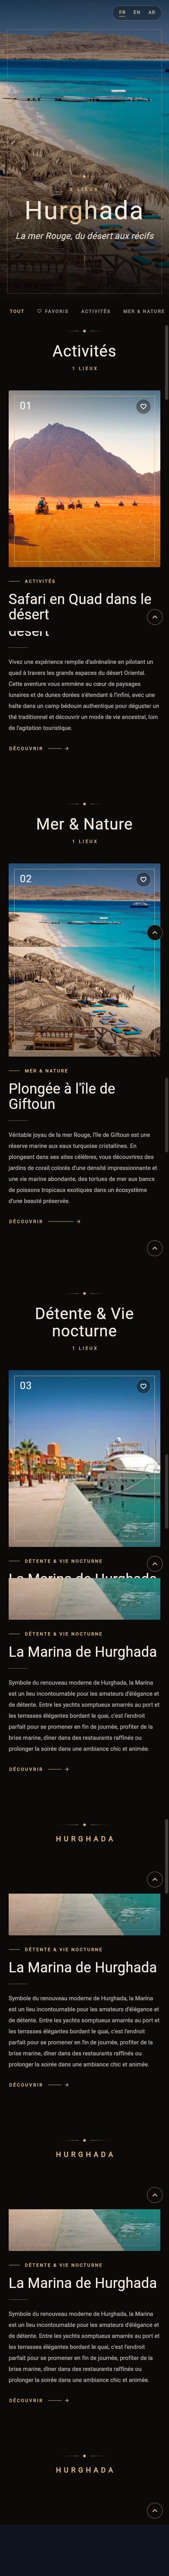 FR EN AR
3 LIEUX
Hurghada
La mer Rouge, du désert aux récifs
TOUT FAVORIS ACTIVITÉS MER & NATURE
Activités
1 LIEUX
01
ACTIVITÉS
Safari en Quad dans le
désert
désert
Vivez une expérience remplie d'adrénaline en pilotant un
quad à travers les grands espaces du désert Oriental.
Cette aventure vous emmène au cœur de paysages
lunaires et de dunes dorées s'étendant à l'infini, avec une
halte dans un camp bédouin authentique pour déguster un
thé traditionnel et découvrir un mode de vie ancestral, loin
de l'agitation touristique.
DÉCOUVRIR
Mer & Nature
1 LIEUX
02
MER & NATURE
Plongée à l'île de
Giftoun
Véritable joyau de la mer Rouge, l'île de Giftoun est une
réserve marine aux eaux turquoise cristallines. En
plongeant dans ses sites célèbres, vous découvrirez des
jardins de corail colorés d'une densité impressionnante et
une vie marine abondante, des tortues de mer aux bancs
de poissons tropicaux exotiques dans un écosystème
d'une beauté préservée.
DÉCOUVRIR
Détente & Vie
nocturne
1 LIEUX
03
DÉTENTE & VIE NOCTURNE
La Marina de Hurghada
DÉTENTE & VIE NOCTURNE
La Marina de Hurghada
Symbole du renouveau moderne de Hurghada, la Marina
est un lieu incontournable pour les amateurs d'élégance et
de détente. Entre les yachts somptueux amarrés au port et
les terrasses élégantes bordant le quai, c'est l'endroit
parfait pour se promener en fin de journée, profiter de la
brise marine, dîner dans des restaurants raffinés ou
prolonger la soirée dans une ambiance chic et animée.
DÉCOUVRIR
HURGHADA
DÉTENTE & VIE NOCTURNE
La Marina de Hurghada
Symbole du renouveau moderne de Hurghada, la Marina
est un lieu incontournable pour les amateurs d'élégance et
de détente. Entre les yachts somptueux amarrés au port et
les terrasses élégantes bordant le quai, c'est l'endroit
parfait pour se promener en fin de journée, profiter de la
brise marine, dîner dans des restaurants raffinés ou
prolonger la soirée dans une ambiance chic et animée.
DÉCOUVRIR
HURGHADA
DÉTENTE & VIE NOCTURNE
La Marina de Hurghada
Symbole du renouveau moderne de Hurghada, la Marina
est un lieu incontournable pour les amateurs d'élégance et
de détente. Entre les yachts somptueux amarrés au port et
les terrasses élégantes bordant le quai, c'est l'endroit
parfait pour se promener en fin de journée, profiter de la
brise marine, dîner dans des restaurants raffinés ou
prolonger la soirée dans une ambiance chic et animée.
DÉCOUVRIR
HURGHADA